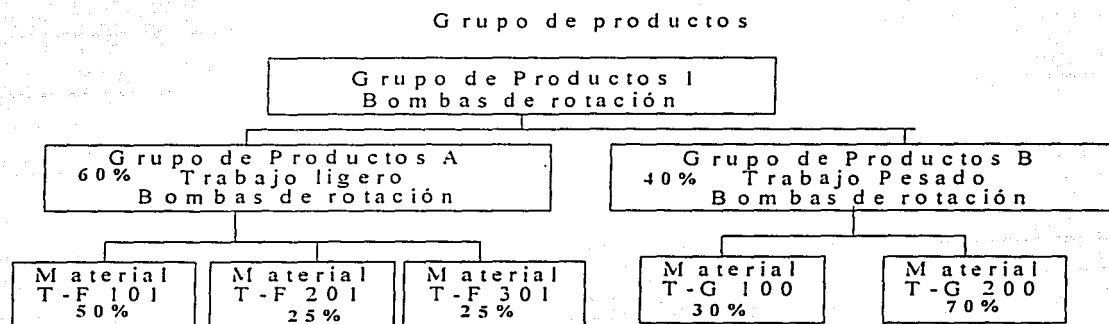 Grupo de productos
Grupo de Productos I
Bombas de rotación
Grupo de Productos A
60% Trabajo ligero
Bombas de rotación
Grupo de Productos B
40% Trabajo Pesado
Bombas de rotación
Material
T-F 101
50%
Material
T-F 201
25%
Material
T-F 301
25%
Material
T-G 100
30%
Material
T-G 200
70%